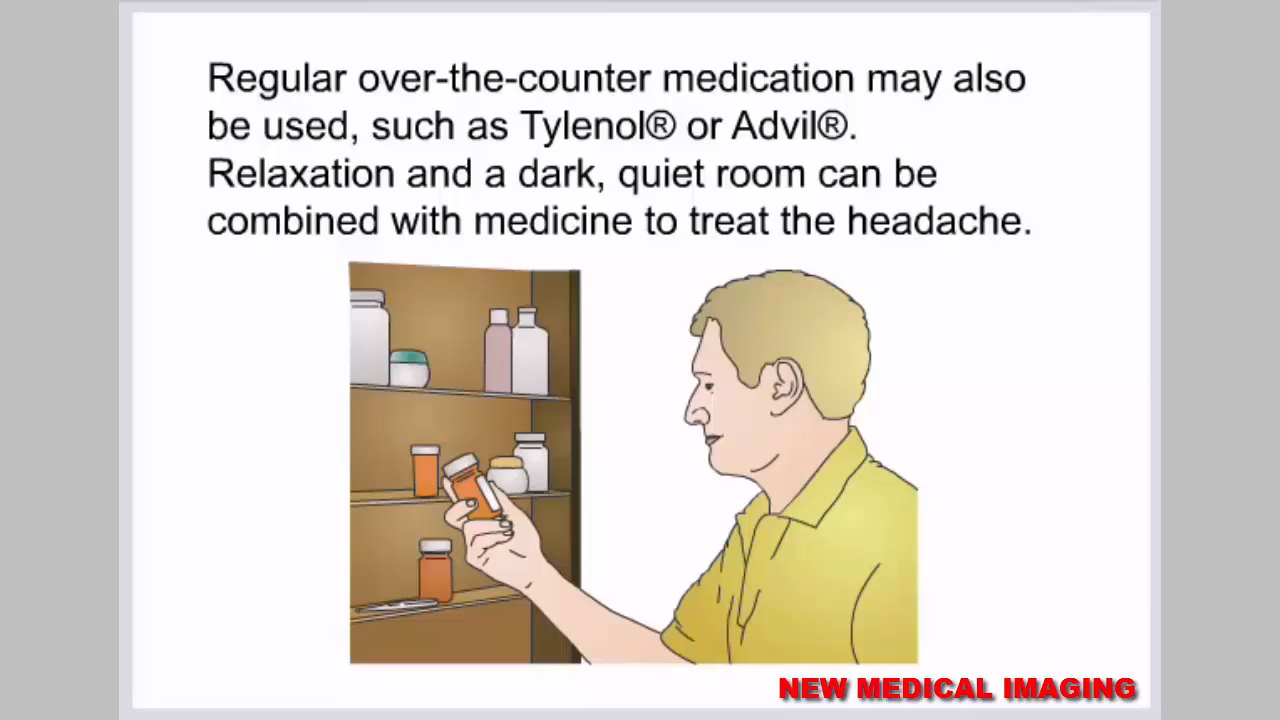 Regular over-the-counter medication may also
be used, such as Tylenol® or Advil®.
Relaxation and a dark, quiet room can be
combined with medicine to treat the headache.
NEW MEDICAL IMAGING